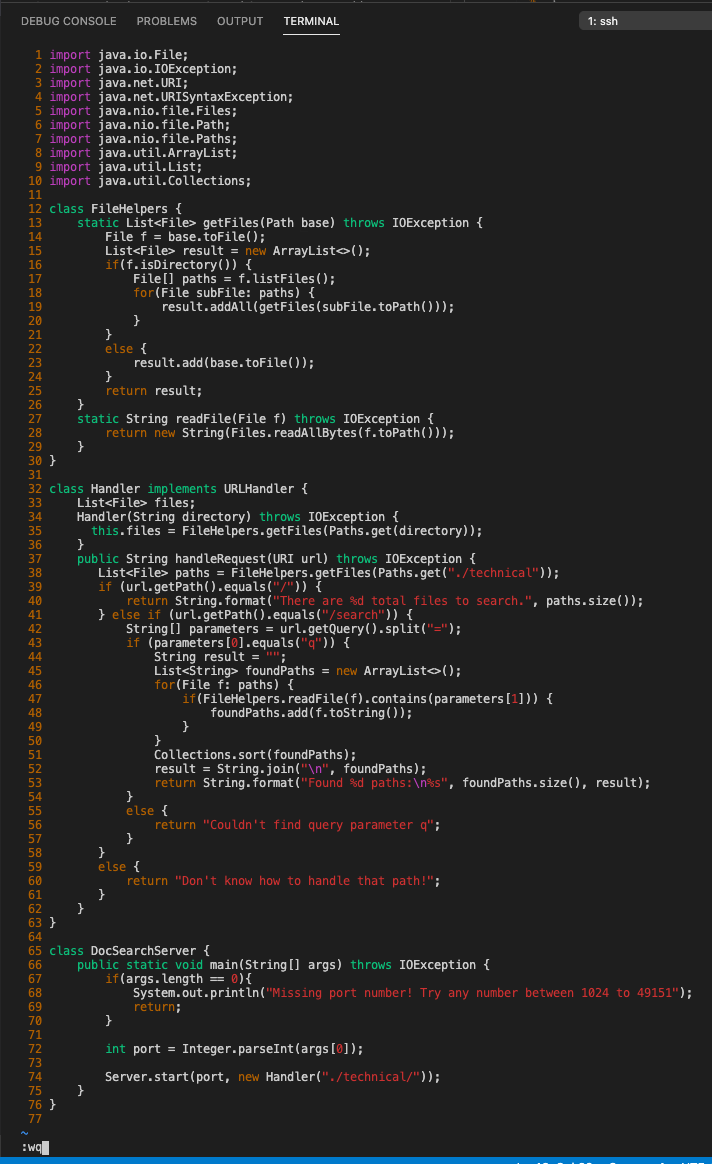 DEBUG CONSOLE PROBLEMS OUTPUT TERMINAL 1: ssh
1 import java.io.File;
2 import java.io.IOException;
3 import java.net.URI;
4 import java.net.URISyntaxException;
5 import java.nio.file.Files;
6 import java.nio.file.Path;
7 import java.nio.file.Paths;
8 import java.util.ArrayList;
9 import java.util.List;
10 import java.util.Collections;
11
12 class FileHelpers {
13     static List<File> getFiles(Path base) throws IOException {
14         File f = base.toFile();
15         List<File> result = new ArrayList<>();
16         if(f.isDirectory()) {
17             File[] paths = f.listFiles();
18             for(File subFile: paths) {
19                 result.addAll(getFiles(subFile.toPath()));
20             }
21         }
22         else {
23             result.add(base.toFile());
24         }
25         return result;
26     }
27     static String readFile(File f) throws IOException {
28         return new String(Files.readAllBytes(f.toPath()));
29     }
30 }
31
32 class Handler implements URLHandler {
33     List<File> files;
34     Handler(String directory) throws IOException {
35       this.files = FileHelpers.getFiles(Paths.get(directory));
36     }
37     public String handleRequest(URI url) throws IOException {
38        List<File> paths = FileHelpers.getFiles(Paths.get("./technical"));
39        if (url.getPath().equals("/")) {
40            return String.format("There are %d total files to search.", paths.size());
41        } else if (url.getPath().equals("/search")) {
42            String[] parameters = url.getQuery().split("=");
43            if (parameters[0].equals("q")) {
44                String result = "";
45                List<String> foundPaths = new ArrayList<>();
46                for(File f: paths) {
47                    if(FileHelpers.readFile(f).contains(parameters[1])) {
48                        foundPaths.add(f.toString());
49                    }
50                }
51                Collections.sort(foundPaths);
52                result = String.join("\n", foundPaths);
53                return String.format("Found %d paths:\n%s", foundPaths.size(), result);
54            }
55            else {
56                return "Couldn't find query parameter q";
57            }
58        }
59        else {
60            return "Don't know how to handle that path!";
61        }
62     }
63 }
64
65 class DocSearchServer {
66     public static void main(String[] args) throws IOException {
67         if(args.length == 0){
68             System.out.println("Missing port number! Try any number between 1024 to 49151");
69             return;
70         }
71
72         int port = Integer.parseInt(args[0]);
73
74         Server.start(port, new Handler("./technical/"));
75     }
76 }
77
~
:wq